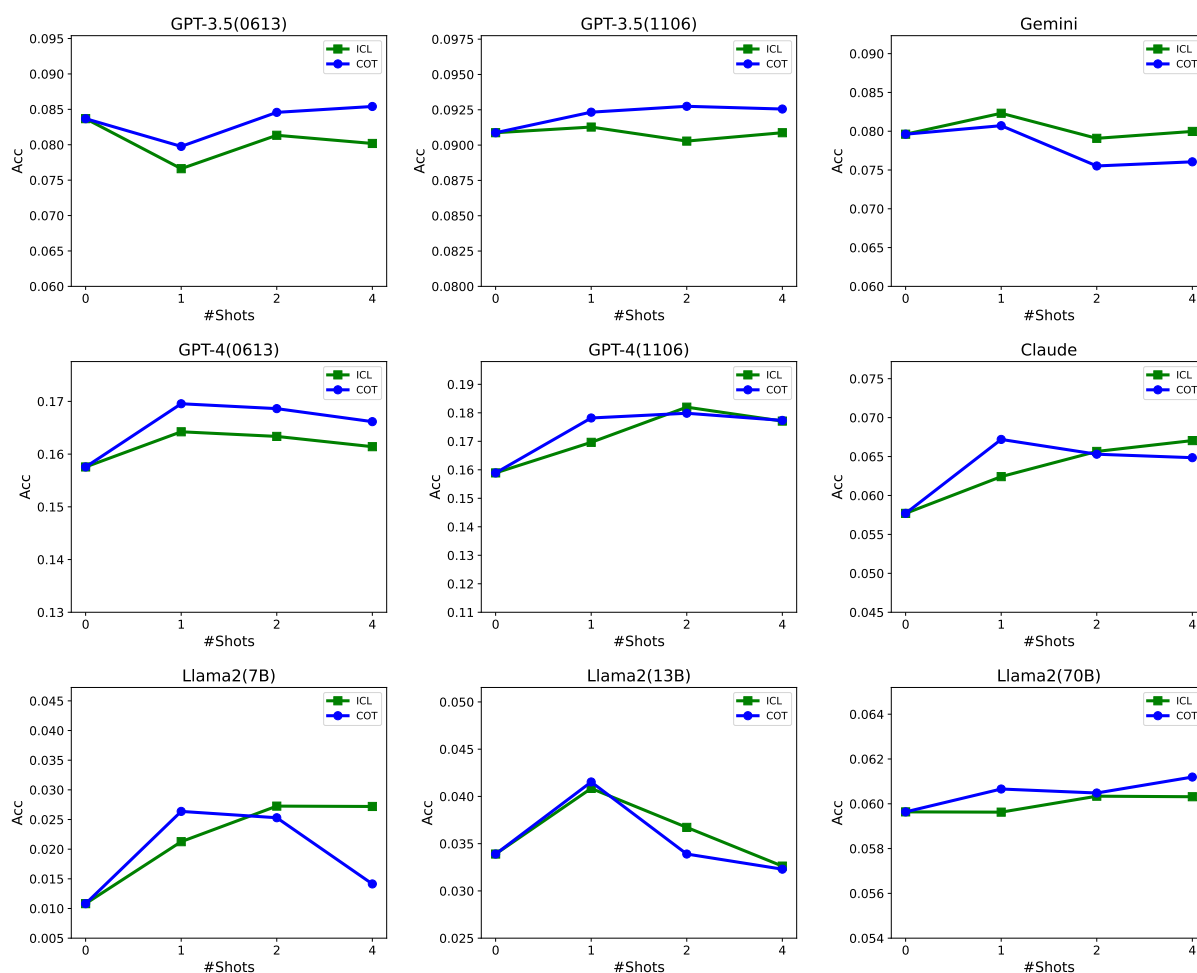 GPT-3.5(0613)
0.095
0.090
0.085
0.080
0.075
0.070
0.065
0.060
Acc
0 1 2 4
#Shots
ICL
COT
GPT-3.5(1106)
0.0975
0.0950
0.0925
0.0900
0.0875
0.0850
0.0825
0.0800
Acc
0 1 2 4
#Shots
ICL
COT
Gemini
0.090
0.085
0.080
0.075
0.070
0.065
0.060
Acc
0 1 2 4
#Shots
ICL
COT
GPT-4(0613)
0.17
0.16
0.15
0.14
0.13
Acc
0 1 2 4
#Shots
ICL
COT
GPT-4(1106)
0.19
0.18
0.17
0.16
0.15
0.14
0.13
0.12
0.11
Acc
0 1 2 4
#Shots
ICL
COT
Claude
0.075
0.070
0.065
0.060
0.055
0.050
0.045
Acc
0 1 2 4
#Shots
ICL
COT
Llama2(7B)
0.045
0.040
0.035
0.030
0.025
0.020
0.015
0.010
0.005
Acc
0 1 2 4
#Shots
ICL
COT
Llama2(13B)
0.050
0.045
0.040
0.035
0.030
0.025
Acc
0 1 2 4
#Shots
ICL
COT
Llama2(70B)
0.064
0.062
0.060
0.058
0.056
0.054
Acc
0 1 2 4
#Shots
ICL
COT